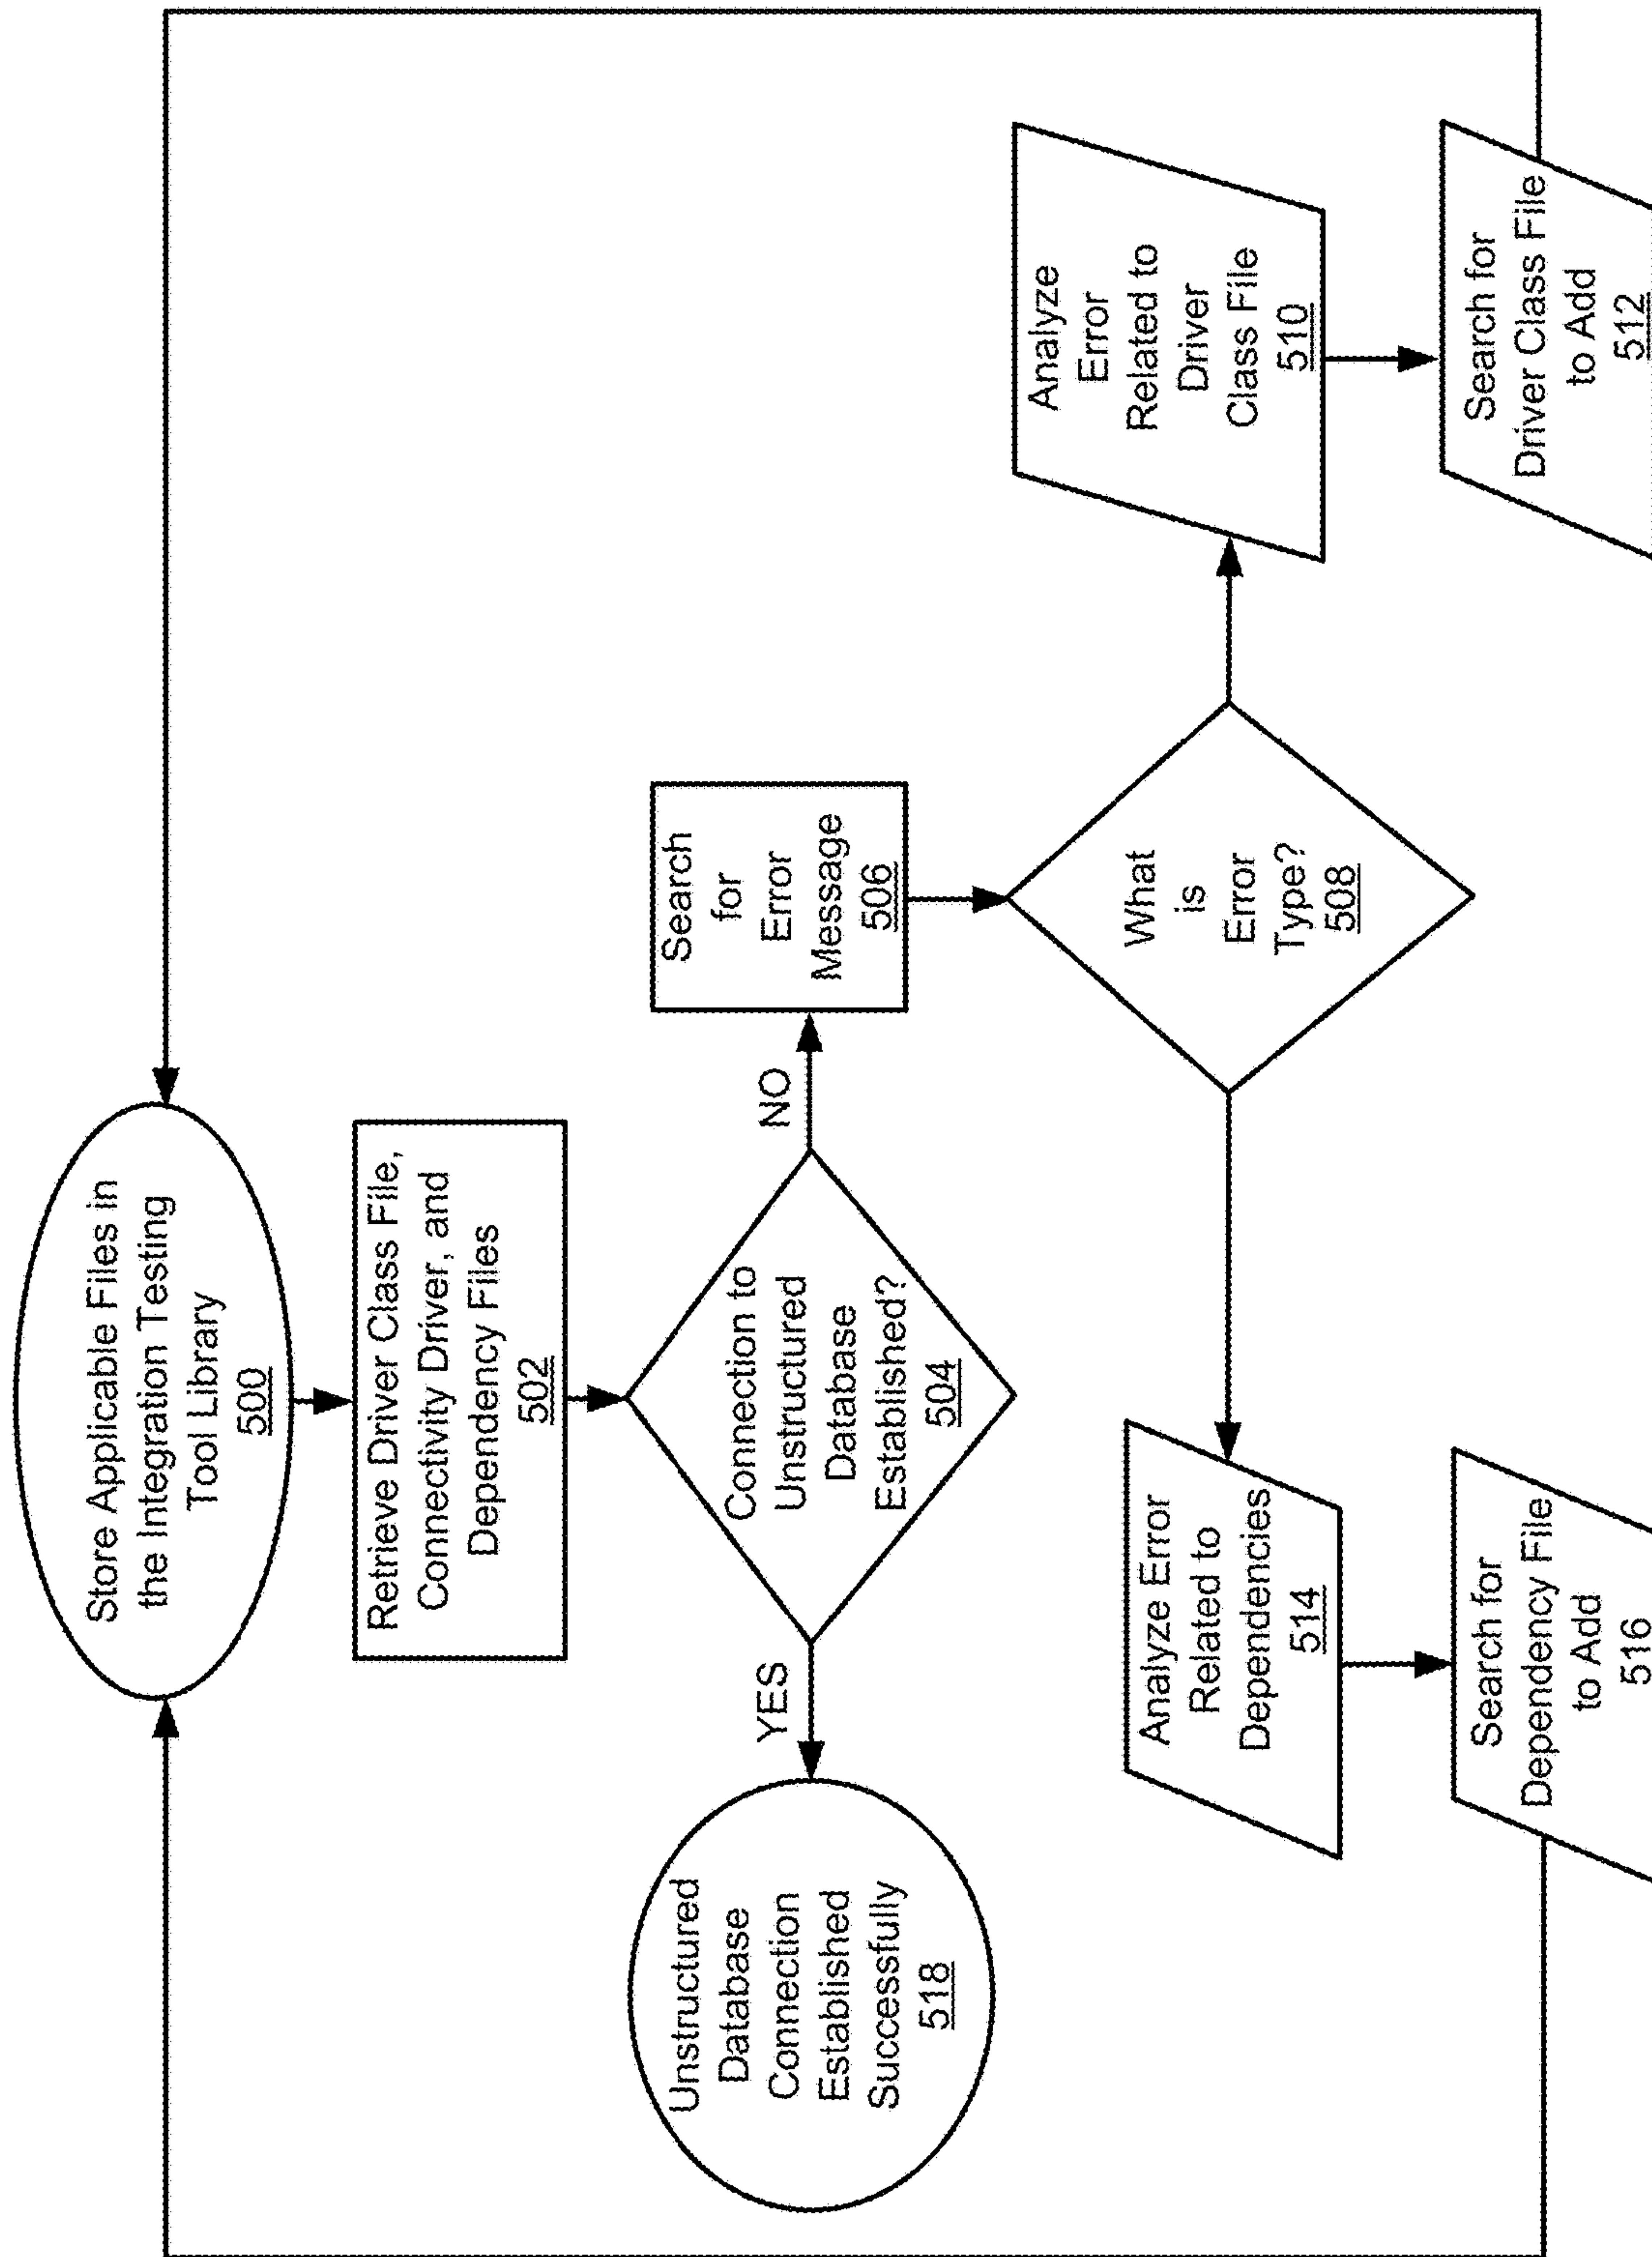 Store Applicable Files in
the Integration Testing
Tool Library
500
Retrieve Driver Class File,
Connectivity Driver, and
Dependency Files
502
Connection to
Unstructured
Database
Established?
504
YES
NO
Unstructured
Database
Connection
Established
Successfully
518
Search
for
Error
Message
506
What
is
Error
Type?
508
Analyze Error
Related to
Dependencies
514
Search for
Dependency File
to Add
516
Analyze
Error
Related to
Driver
Class File
510
Search for
Driver Class File
to Add
512